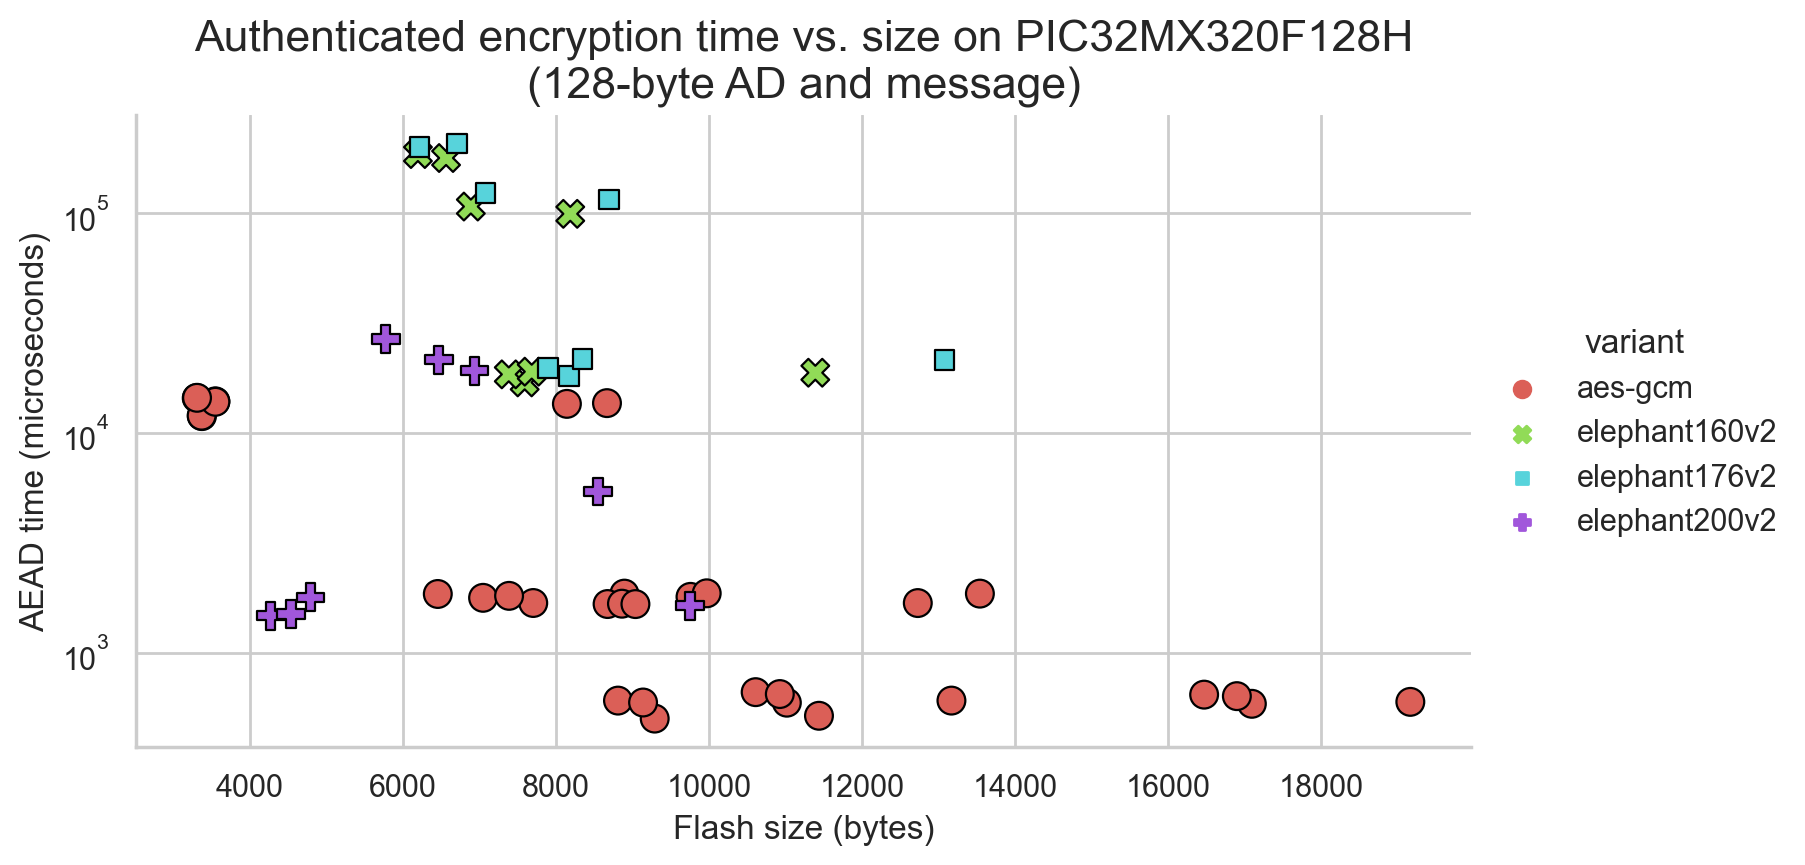 Authenticated encryption time vs. size on PIC32MX320F128H
(128-byte AD and message)
AEAD time (microseconds)
10^5
10^4
10^3
4000 6000 8000 10000 12000 14000 16000 18000
Flash size (bytes)
variant
aes-gcm
elephant160v2
elephant176v2
elephant200v2